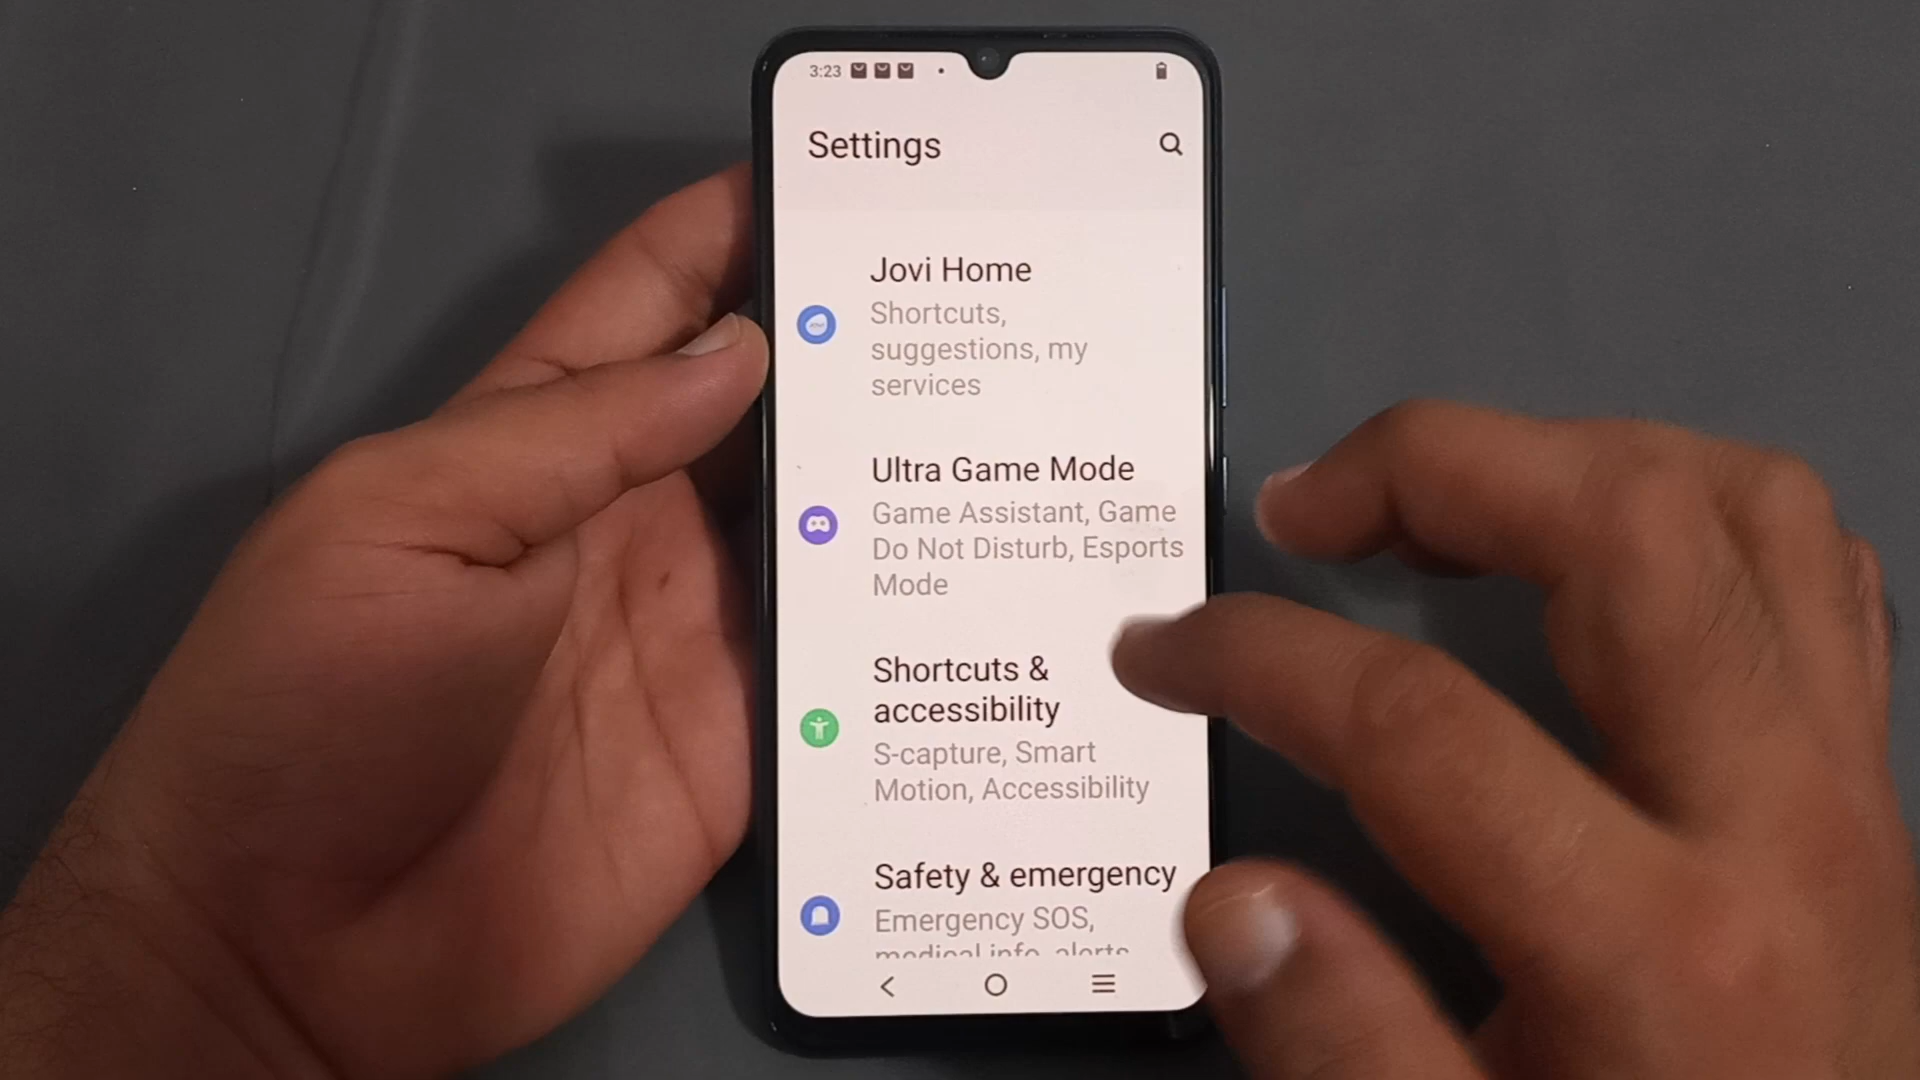 3:23
Settings
Jovi Home
Shortcuts,
suggestions, my
services
Ultra Game Mode
Game Assistant, Game
Do Not Disturb, Esports
Mode
Shortcuts &
accessibility
S-capture, Smart
Motion, Accessibility
Safety & emergency
Emergency SOS,
medical info, alerts